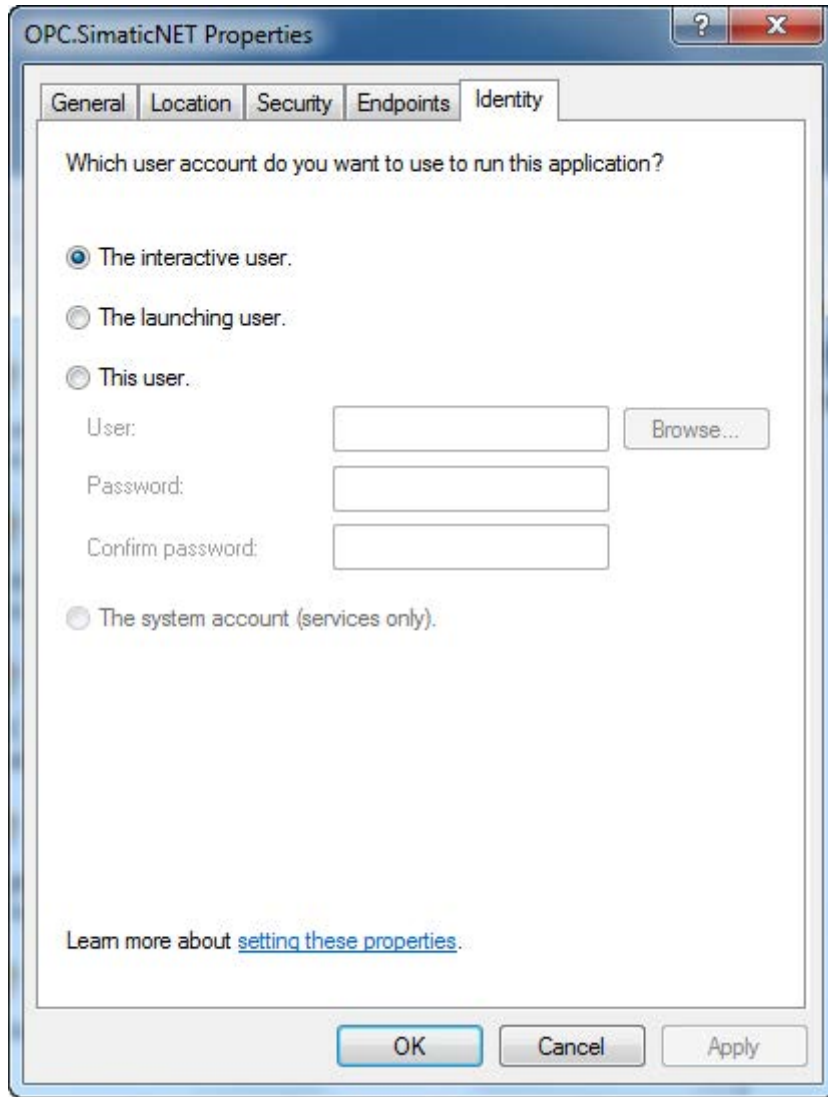 OPC.SimaticNET Properties
?
X
General Location Security Endpoints Identity
Which user account do you want to use to run this application?
The interactive user.
The launching user.
This user.
User:
Browse...
Password:
Confirm password:
The system account (services only).
Learn more about setting these properties.
OK Cancel Apply